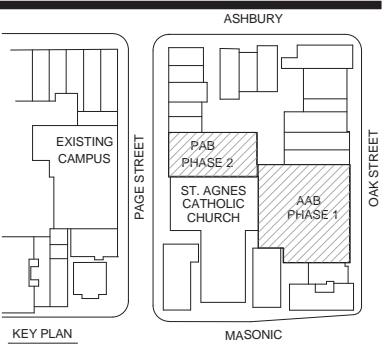 ASHBURY
EXISTING
CAMPUS
PAGE STREET
PAB
PHASE 2
ST. AGNES
CATHOLIC
CHURCH
AAB
PHASE 1
OAK STREET
KEY PLAN
MASONIC